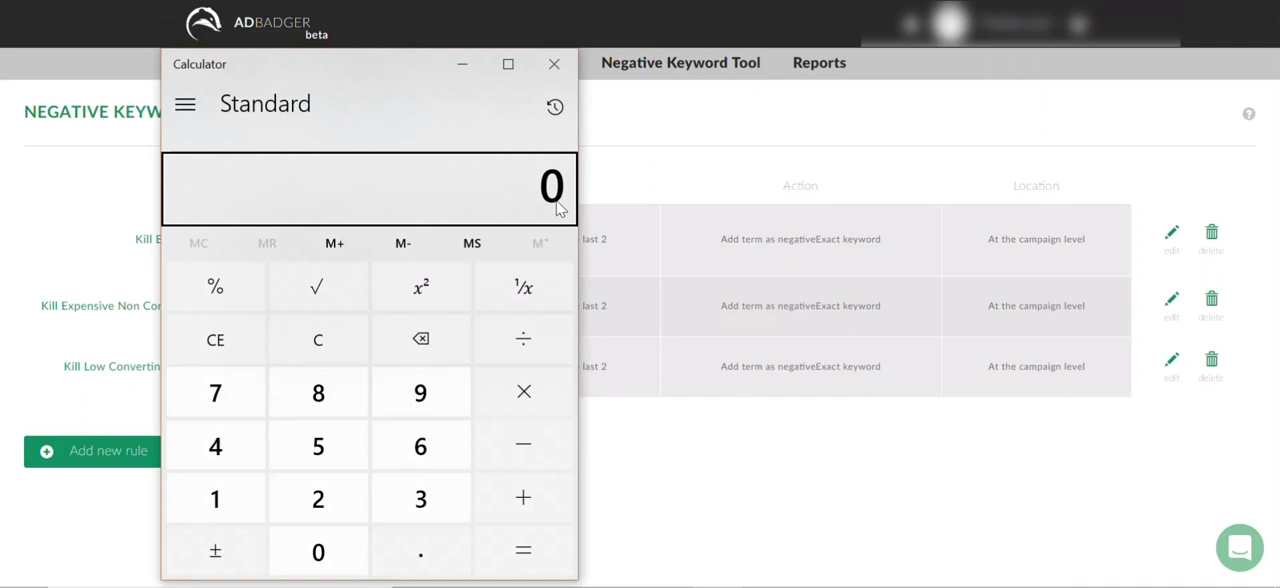 ADBADGER
beta
Calculator
Negative Keyword Tool Reports
Standard
NEGATIVE KEYW
0
Action Location
MC MR M+ M- MS M˅
Kill E
last 2 Add term as negativeExact keyword At the campaign level
edit delete
% √ x² ¹/x
Kill Expensive Non Con
last 2 Add term as negativeExact keyword At the campaign level
edit delete
CE C ÷
Kill Low Convertin
last 2 Add term as negativeExact keyword At the campaign level
edit delete
7 8 9 ×
4 5 6 −
Add new rule
1 2 3 +
± 0 . =